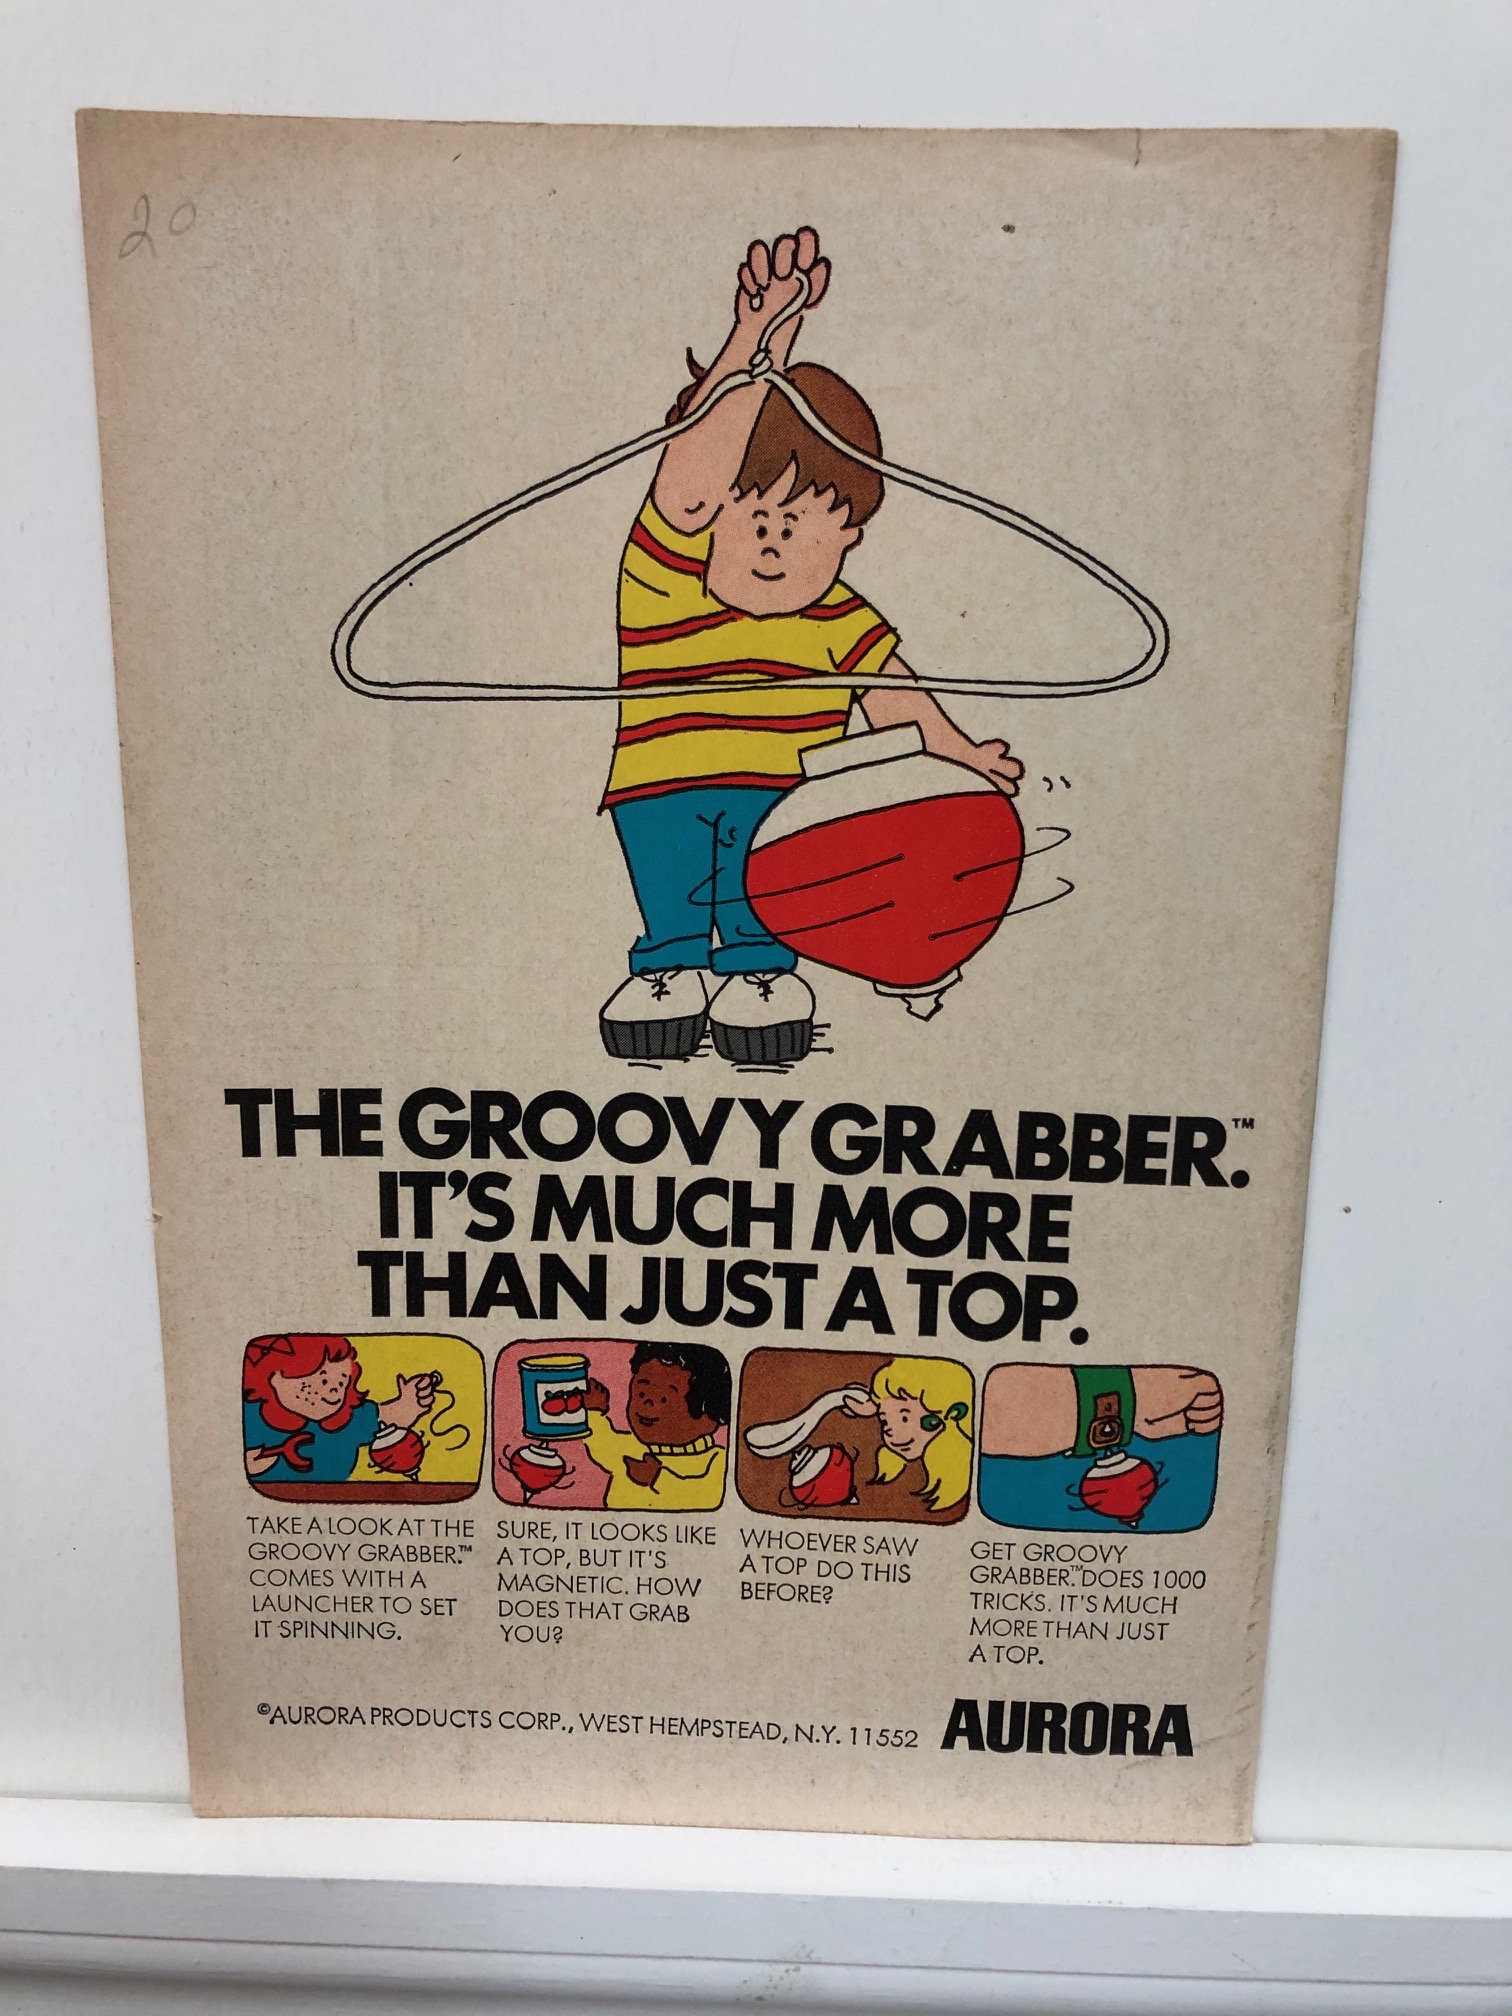 20
THE GROOVY GRABBER.™
IT'S MUCH MORE
THAN JUST A TOP.
TAKE A LOOK AT THE
GROOVY GRABBER.™
COMES WITH A
LAUNCHER TO SET
IT SPINNING.
SURE, IT LOOKS LIKE
A TOP, BUT IT'S
MAGNETIC. HOW
DOES THAT GRAB
YOU?
WHOEVER SAW
A TOP DO THIS
BEFORE?
GET GROOVY
GRABBER.™ DOES 1000
TRICKS. IT'S MUCH
MORE THAN JUST
A TOP.
©AURORA PRODUCTS CORP., WEST HEMPSTEAD, N.Y. 11552
AURORA